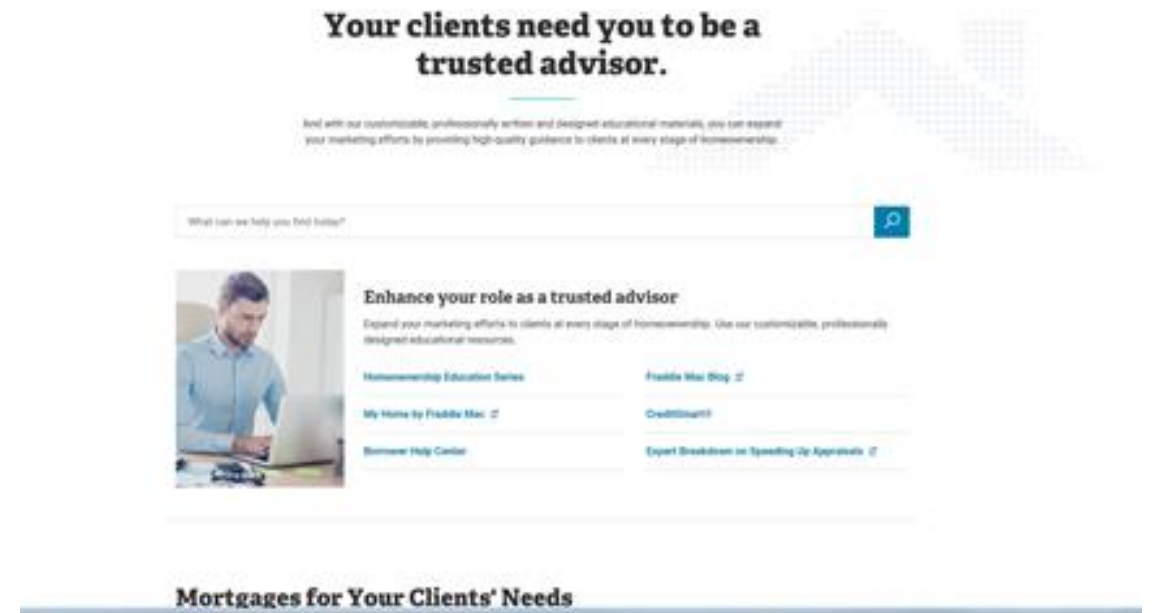 Your clients need you to be a
trusted advisor.
And with our customizable, professionally written and designed educational materials, you can expand
your marketing efforts by providing high-quality guidance to clients at every stage of homeownership.
What can we help you find today?
Enhance your role as a trusted advisor
Expand your marketing efforts to clients at every stage of homeownership. Use our customizable, professionally
designed educational resources.
Homeownership Education Series
Freddie Mac Blog
My Home by Freddie Mac
CreditSmart®
Borrower Help Center
Expert Breakdown on Speeding Up Appraisals
Mortgages for Your Clients' Needs